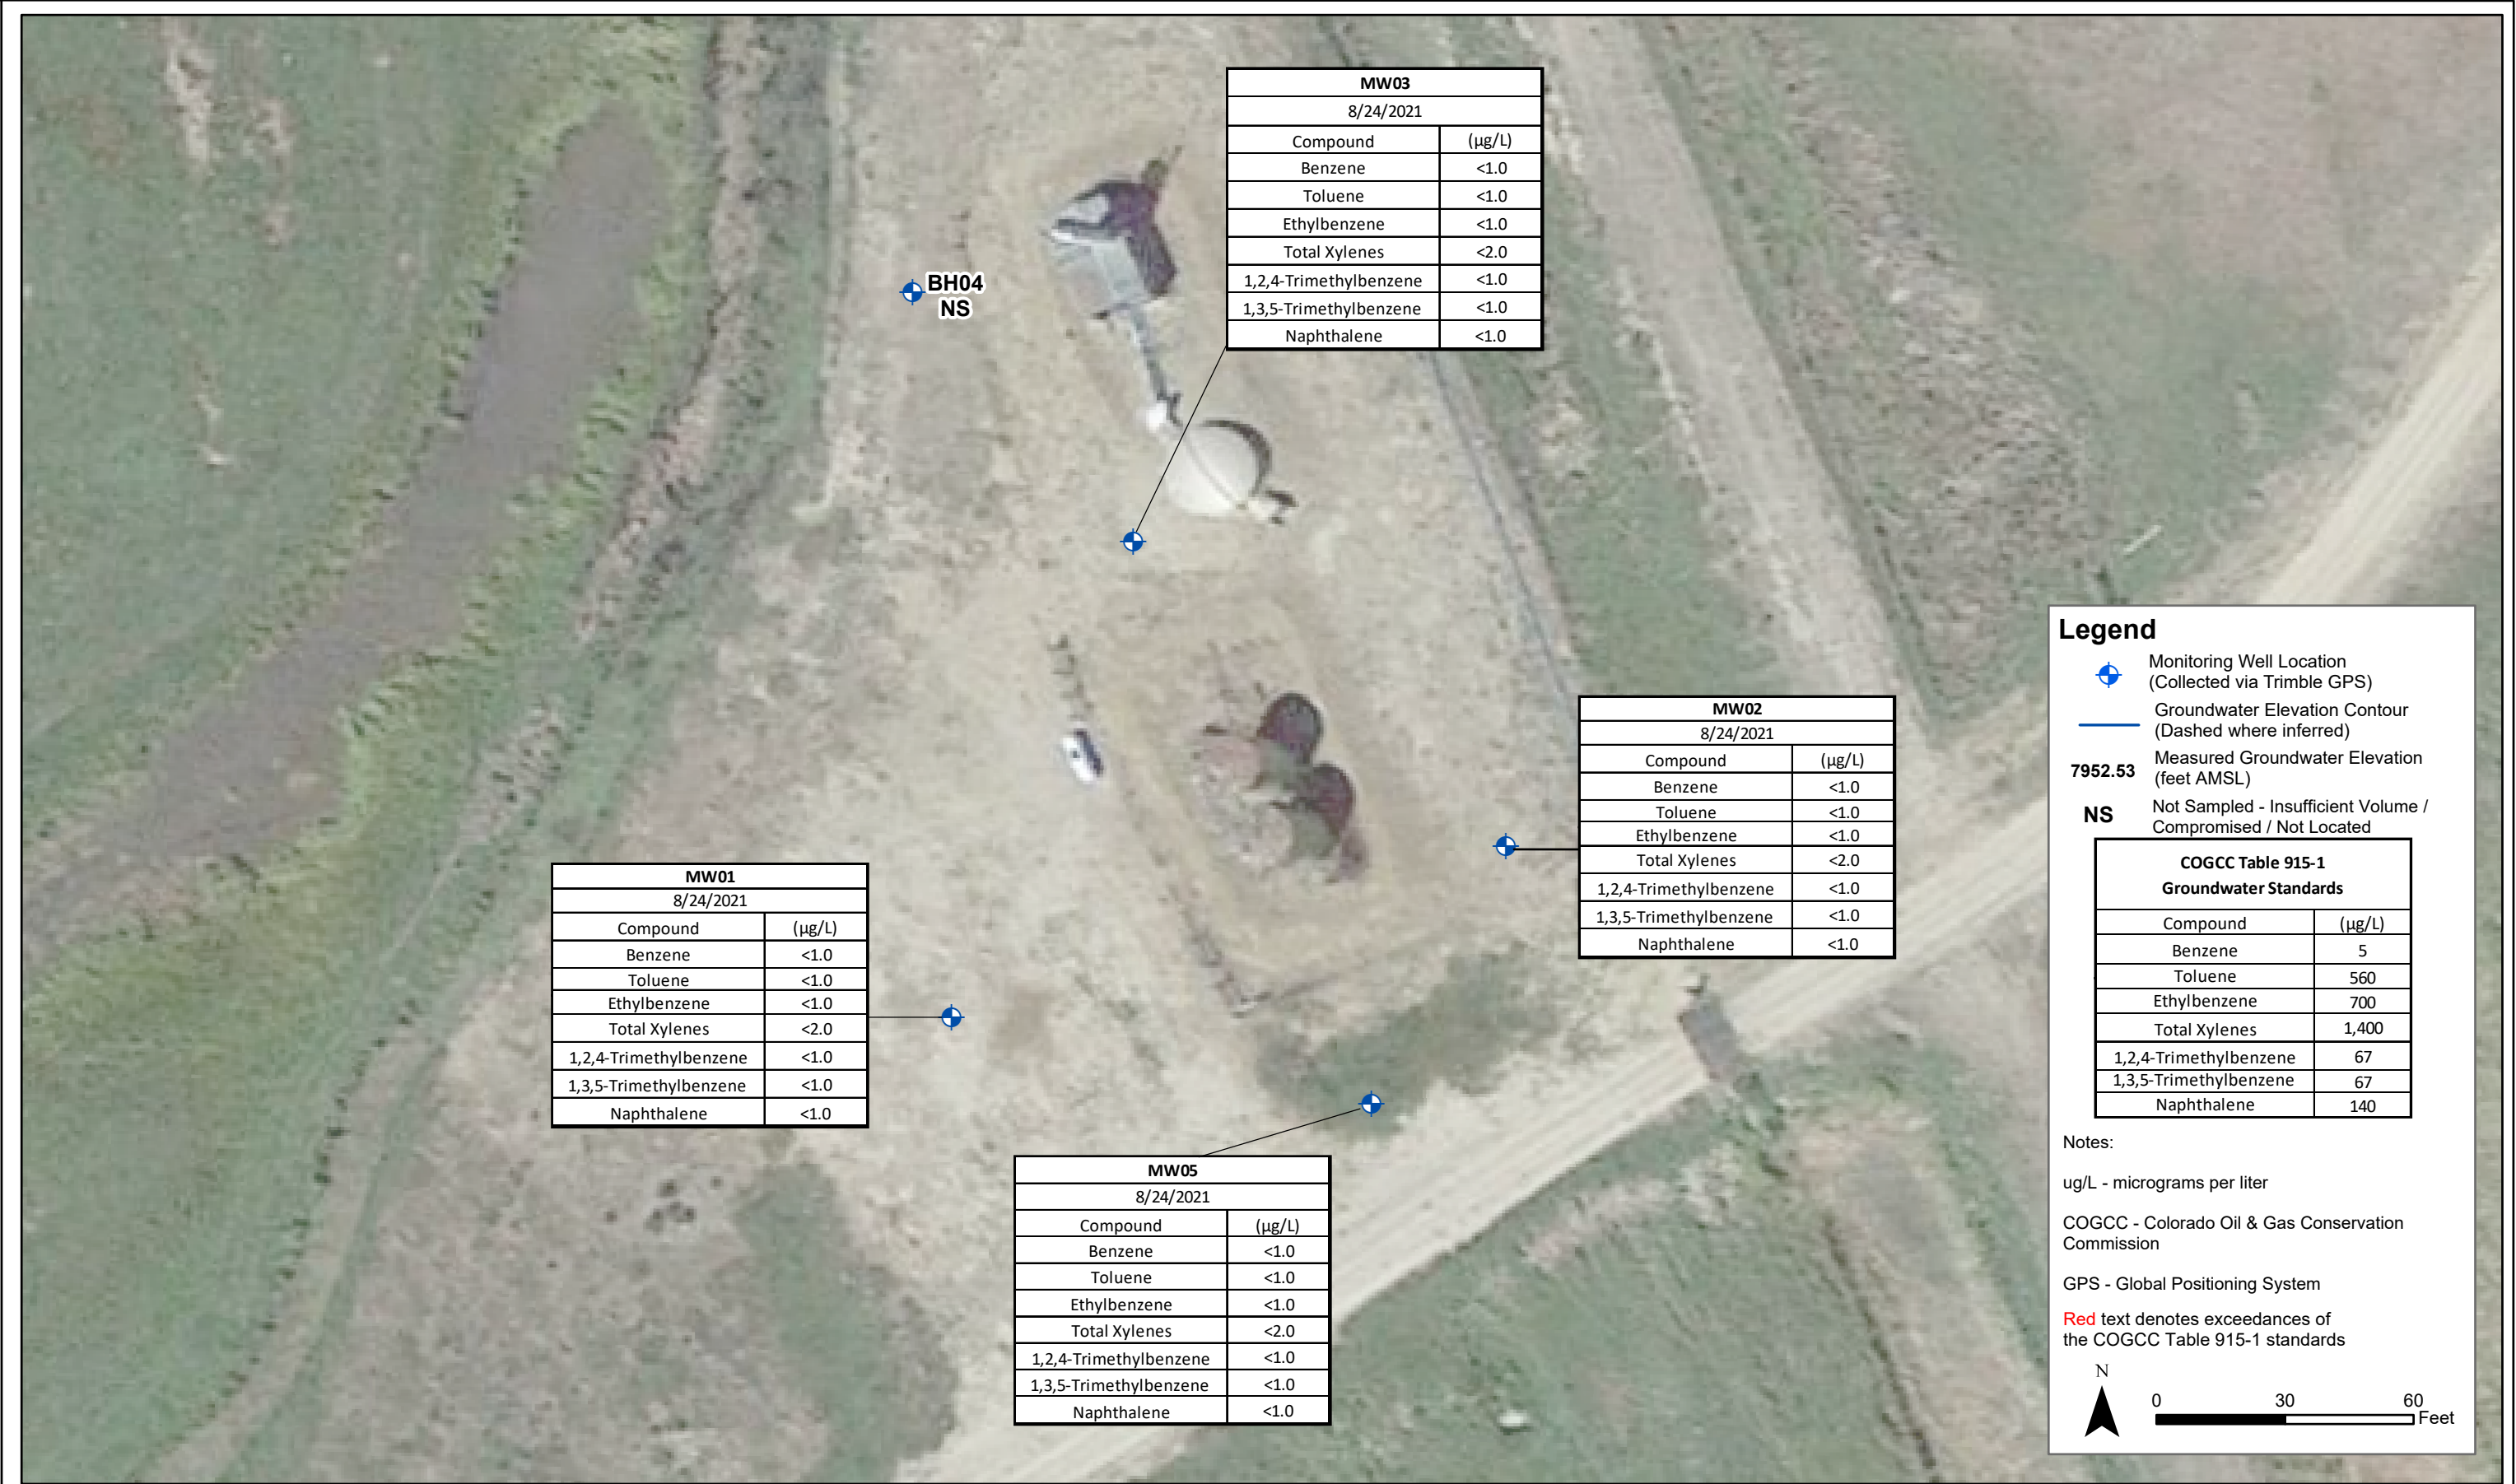 MW03
8/24/2021
Compound (µg/L)
Benzene <1.0
Toluene <1.0
Ethylbenzene <1.0
Total Xylenes <2.0
1,2,4-Trimethylbenzene <1.0
1,3,5-Trimethylbenzene <1.0
Naphthalene <1.0
BH04
NS
MW02
8/24/2021
Compound (µg/L)
Benzene <1.0
Toluene <1.0
Ethylbenzene <1.0
Total Xylenes <2.0
1,2,4-Trimethylbenzene <1.0
1,3,5-Trimethylbenzene <1.0
Naphthalene <1.0
MW01
8/24/2021
Compound (µg/L)
Benzene <1.0
Toluene <1.0
Ethylbenzene <1.0
Total Xylenes <2.0
1,2,4-Trimethylbenzene <1.0
1,3,5-Trimethylbenzene <1.0
Naphthalene <1.0
MW05
8/24/2021
Compound (µg/L)
Benzene <1.0
Toluene <1.0
Ethylbenzene <1.0
Total Xylenes <2.0
1,2,4-Trimethylbenzene <1.0
1,3,5-Trimethylbenzene <1.0
Naphthalene <1.0
Legend
Monitoring Well Location
(Collected via Trimble GPS)
Groundwater Elevation Contour
(Dashed where inferred)
7952.53 Measured Groundwater Elevation
(feet AMSL)
NS Not Sampled - Insufficient Volume /
Compromised / Not Located
COGCC Table 915-1
Groundwater Standards
Compound (µg/L)
Benzene 5
Toluene 560
Ethylbenzene 700
Total Xylenes 1,400
1,2,4-Trimethylbenzene 67
1,3,5-Trimethylbenzene 67
Naphthalene 140
Notes:
ug/L - micrograms per liter
COGCC - Colorado Oil & Gas Conservation
Commission
GPS - Global Positioning System
Red text denotes exceedances of
the COGCC Table 915-1 standards
N
0 30 60
Feet